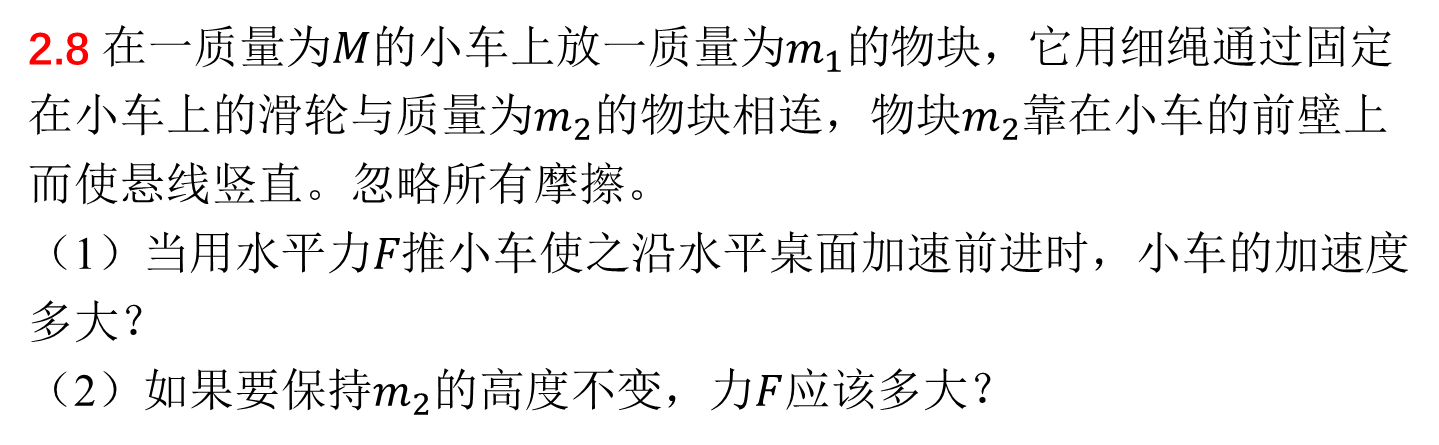 2.8 在一质量为M的小车上放一质量为m₁的物块，它用细绳通过固定
在小车上的滑轮与质量为m₂的物块相连，物块m₂靠在小车的前壁上
而使悬线竖直。忽略所有摩擦。
（1）当用水平力F推小车使之沿水平桌面加速前进时，小车的加速度
多大？
（2）如果要保持m₂的高度不变，力F应该多大？